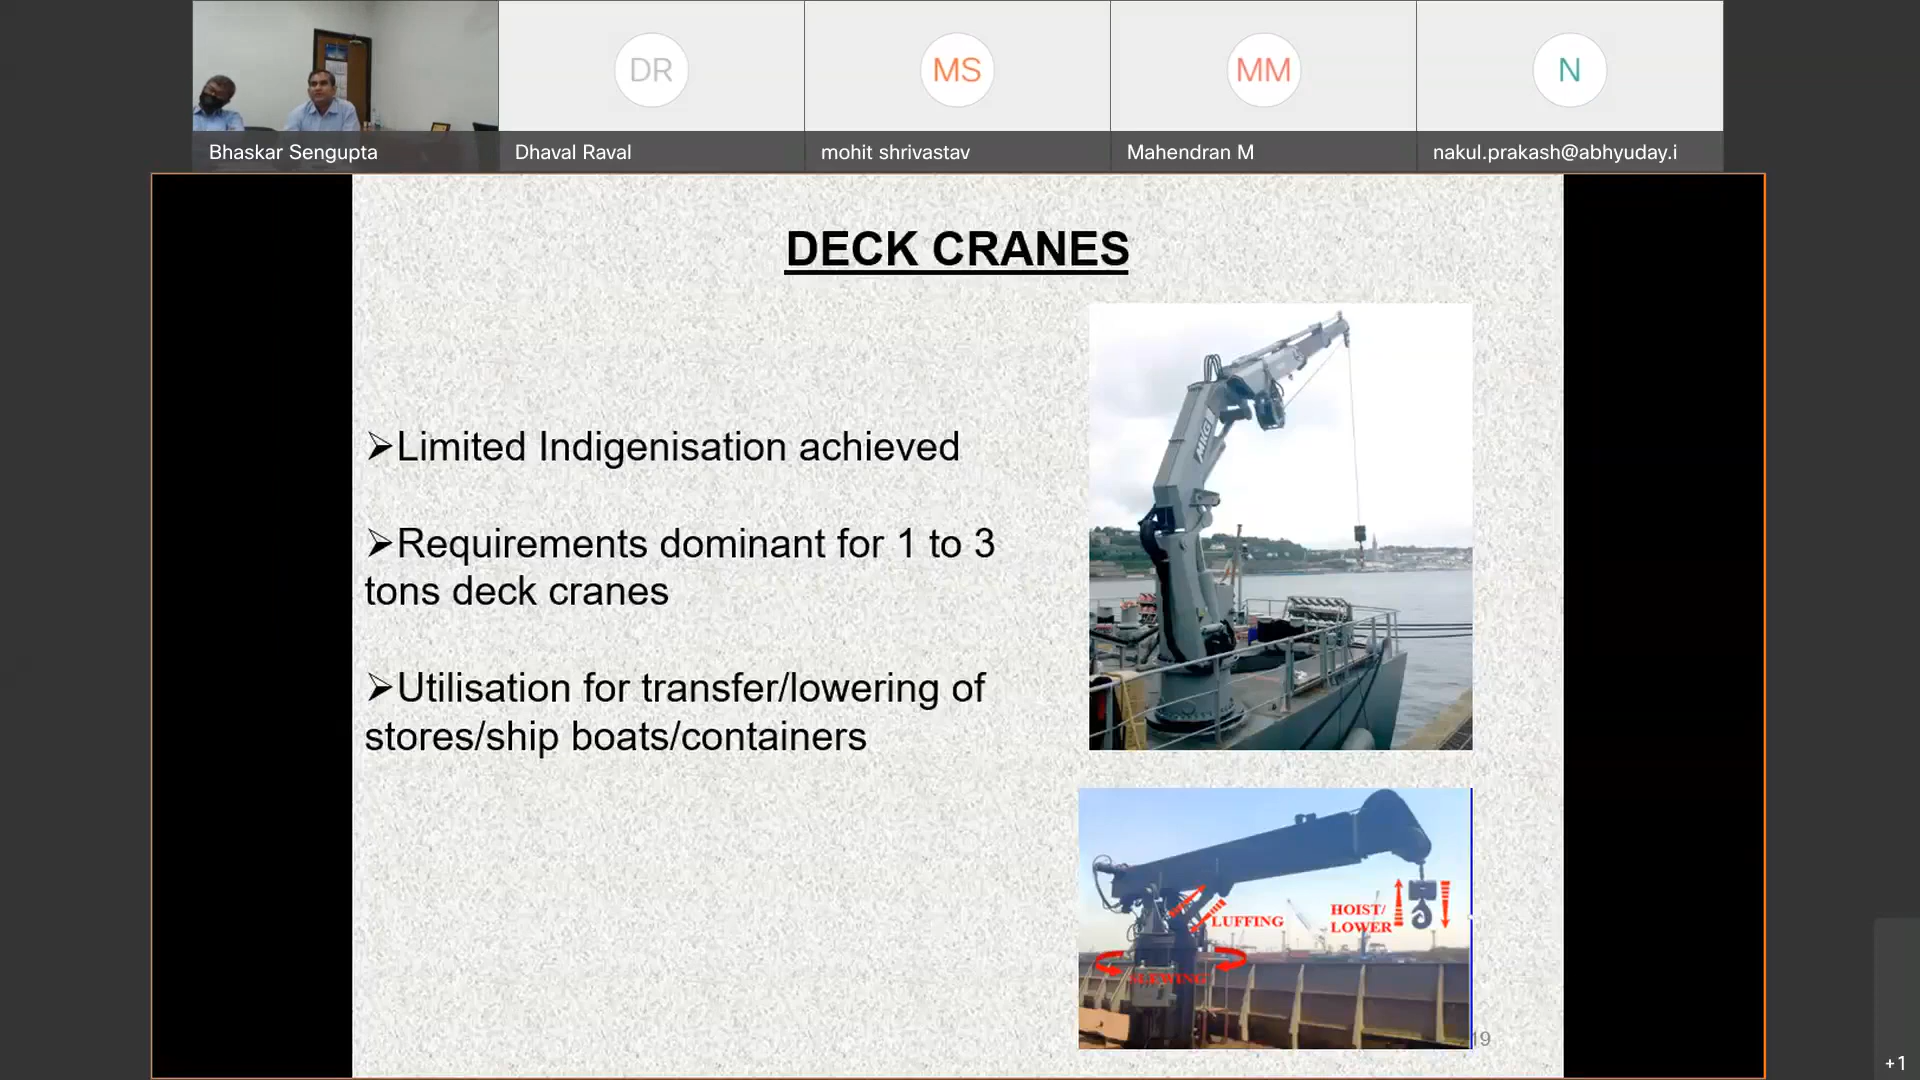 DR
MS
MM
N
Bhaskar Sengupta
Dhaval Raval
mohit shrivastav
Mahendran M
nakul.prakash@abhyuday.i
DECK CRANES
➢Limited Indigenisation achieved
➢Requirements dominant for 1 to 3
tons deck cranes
➢Utilisation for transfer/lowering of
stores/ship boats/containers
MKG
LUFFING
HOIST/
LOWER
SLEWING
19
+1